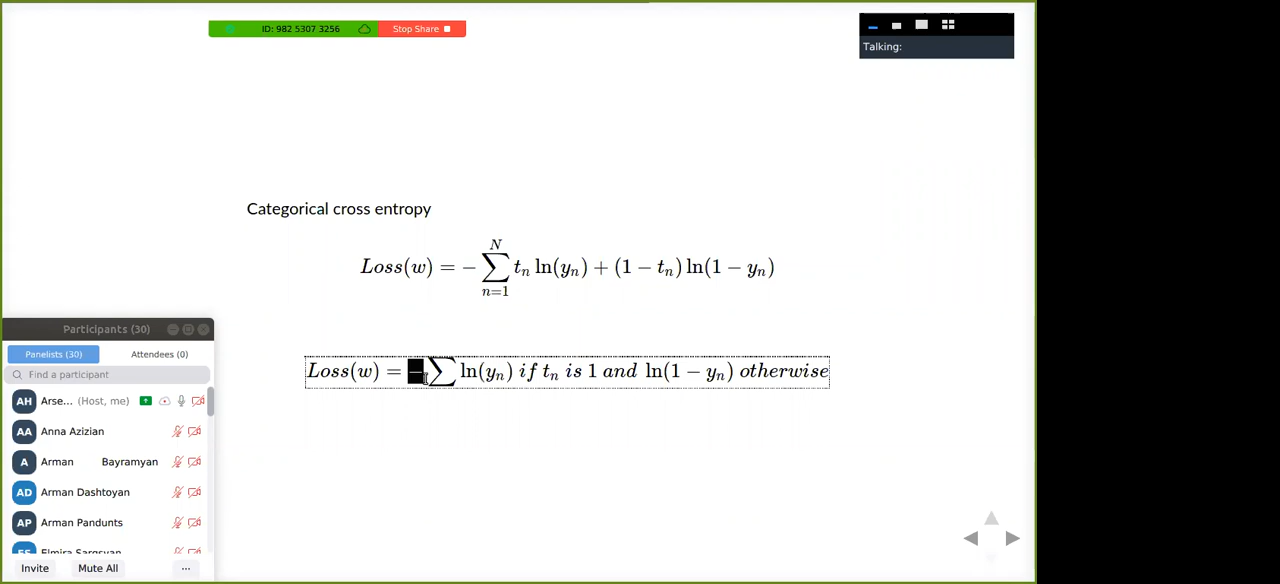 ID: 982 5307 3256 Stop Share
Talking:
Categorical cross entropy
Loss(w) = − ∑_{n=1}^{N} t_n ln(y_n) + (1 − t_n) ln(1 − y_n)
Loss(w) = − ∑ ln(y_n) if t_n is 1 and ln(1 − y_n) otherwise
Participants (30)
Panelists (30) Attendees (0)
Find a participant
AH Arse... (Host, me)
AA Anna Azizian
A Arman Bayramyan
AD Arman Dashtoyan
AP Arman Pandunts
Elmira Sargsyan
Invite Mute All ...